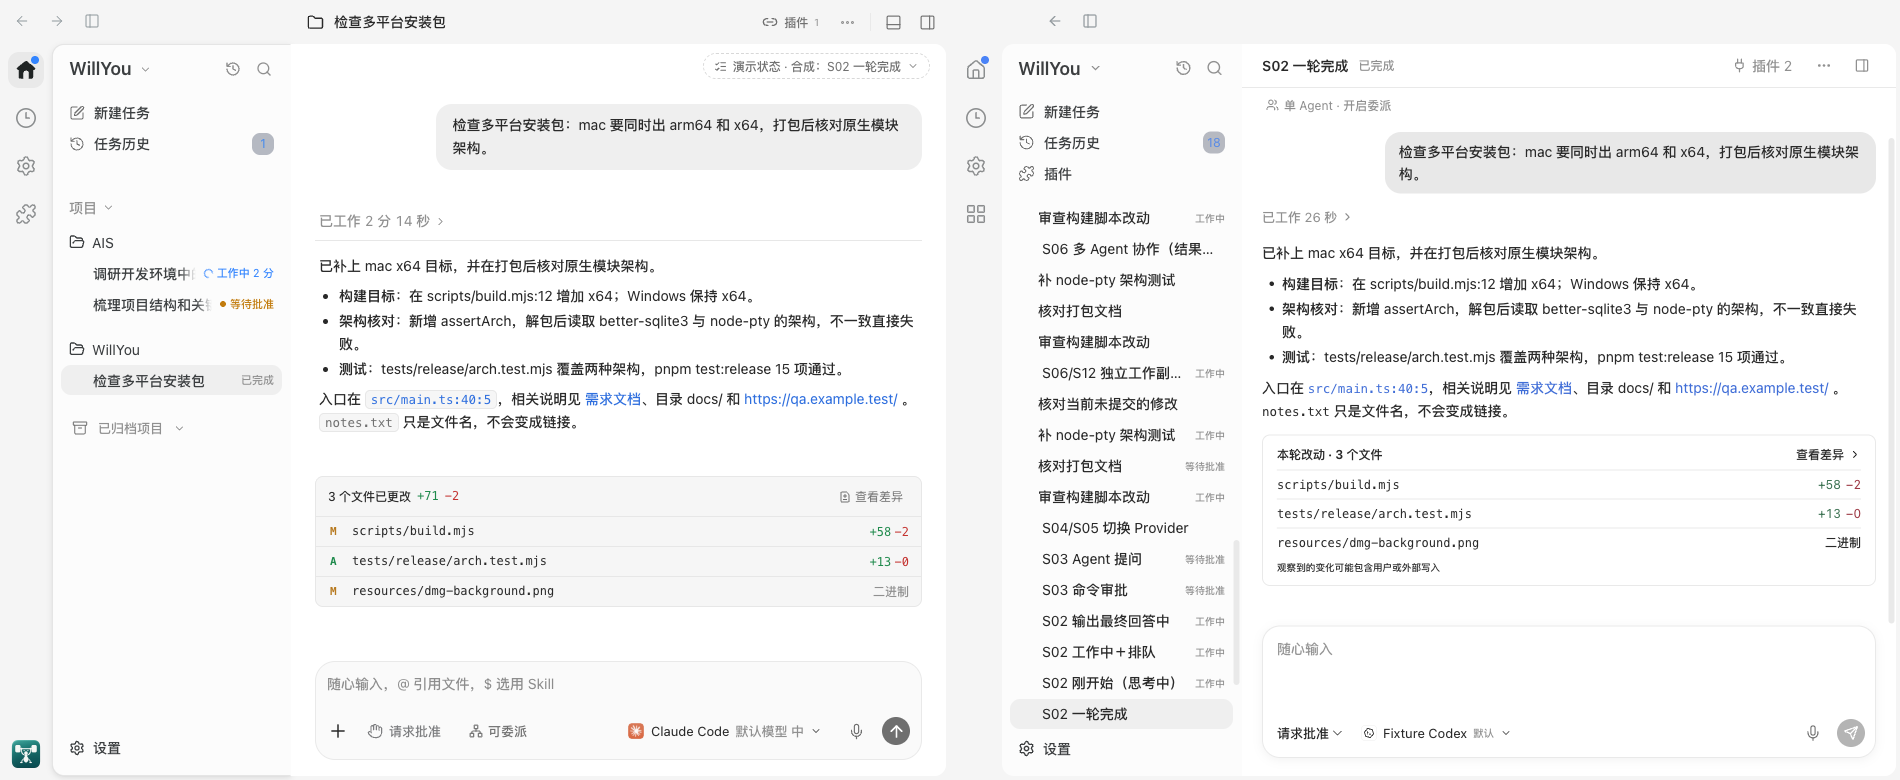 检查多平台安装包
插件 1
WillYou
新建任务
任务历史
1
项目
AIS
调研开发环境中
工作中 2 分
梳理项目结构和关
等待批准
WillYou
检查多平台安装包
已完成
已归档项目
设置
演示状态 · 合成：S02 一轮完成
检查多平台安装包：mac 要同时出 arm64 和 x64，打包后核对原生模块
架构。
已工作 2 分 14 秒
已补上 mac x64 目标，并在打包后核对原生模块架构。
• 构建目标：在 scripts/build.mjs:12 增加 x64；Windows 保持 x64。
• 架构核对：新增 assertArch，解包后读取 better-sqlite3 与 node-pty 的架构，不一致直接失
败。
• 测试：tests/release/arch.test.mjs 覆盖两种架构，pnpm test:release 15 项通过。
入口在 src/main.ts:40:5，相关说明见 需求文档、目录 docs/ 和 https://qa.example.test/ 。
notes.txt 只是文件名，不会变成链接。
3 个文件已更改 +71 −2
查看差异
M scripts/build.mjs +58 −2
A tests/release/arch.test.mjs +13 −0
M resources/dmg-background.png 二进制
随心输入，@ 引用文件，$ 选用 Skill
请求批准
可委派
Claude Code 默认模型 中
WillYou
新建任务
任务历史
18
插件
审查构建脚本改动 工作中
S06 多 Agent 协作（结果...
补 node-pty 架构测试
核对打包文档
审查构建脚本改动
S06/S12 独立工作副... 工作中
核对当前未提交的修改
补 node-pty 架构测试 工作中
核对打包文档 等待批准
审查构建脚本改动 工作中
S04/S05 切换 Provider
S03 Agent 提问 等待批准
S03 命令审批 等待批准
S02 输出最终回答中 工作中
S02 工作中＋排队 工作中
S02 刚开始（思考中） 工作中
S02 一轮完成
设置
S02 一轮完成 已完成
插件 2
单 Agent · 开启委派
检查多平台安装包：mac 要同时出 arm64 和 x64，打包后核对原生模块架
构。
已工作 26 秒
已补上 mac x64 目标，并在打包后核对原生模块架构。
• 构建目标：在 scripts/build.mjs:12 增加 x64；Windows 保持 x64。
• 架构核对：新增 assertArch，解包后读取 better-sqlite3 与 node-pty 的架构，不一致直接失
败。
• 测试：tests/release/arch.test.mjs 覆盖两种架构，pnpm test:release 15 项通过。
入口在 src/main.ts:40:5，相关说明见 需求文档、目录 docs/ 和 https://qa.example.test/ 。
notes.txt 只是文件名，不会变成链接。
本轮改动 · 3 个文件
查看差异
scripts/build.mjs +58 −2
tests/release/arch.test.mjs +13 −0
resources/dmg-background.png 二进制
观察到的变化可能包含用户或外部写入
随心输入
请求批准
Fixture Codex 默认